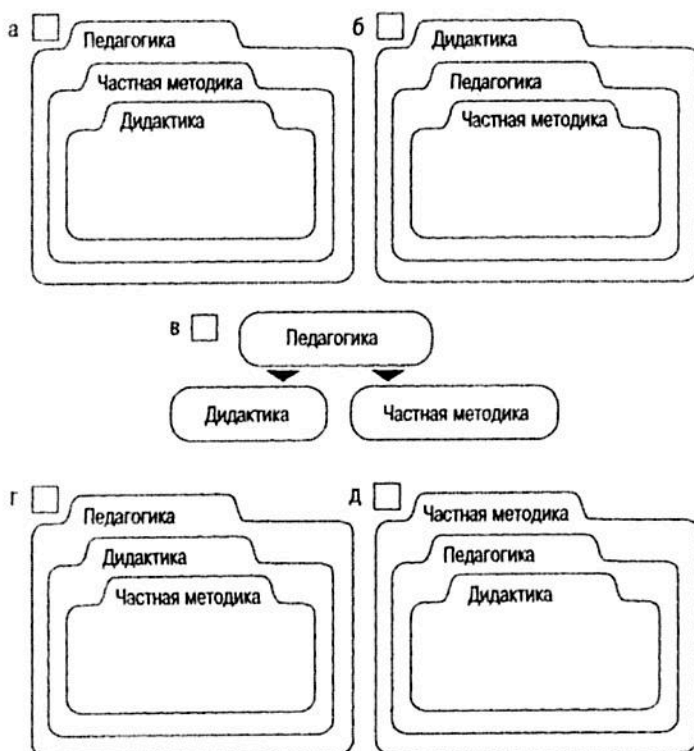 а
Педагогика
Частная методика
Дидактика
б
Дидактика
Педагогика
Частная методика
в
Педагогика
Дидактика
Частная методика
г
Педагогика
Дидактика
Частная методика
д
Частная методика
Педагогика
Дидактика